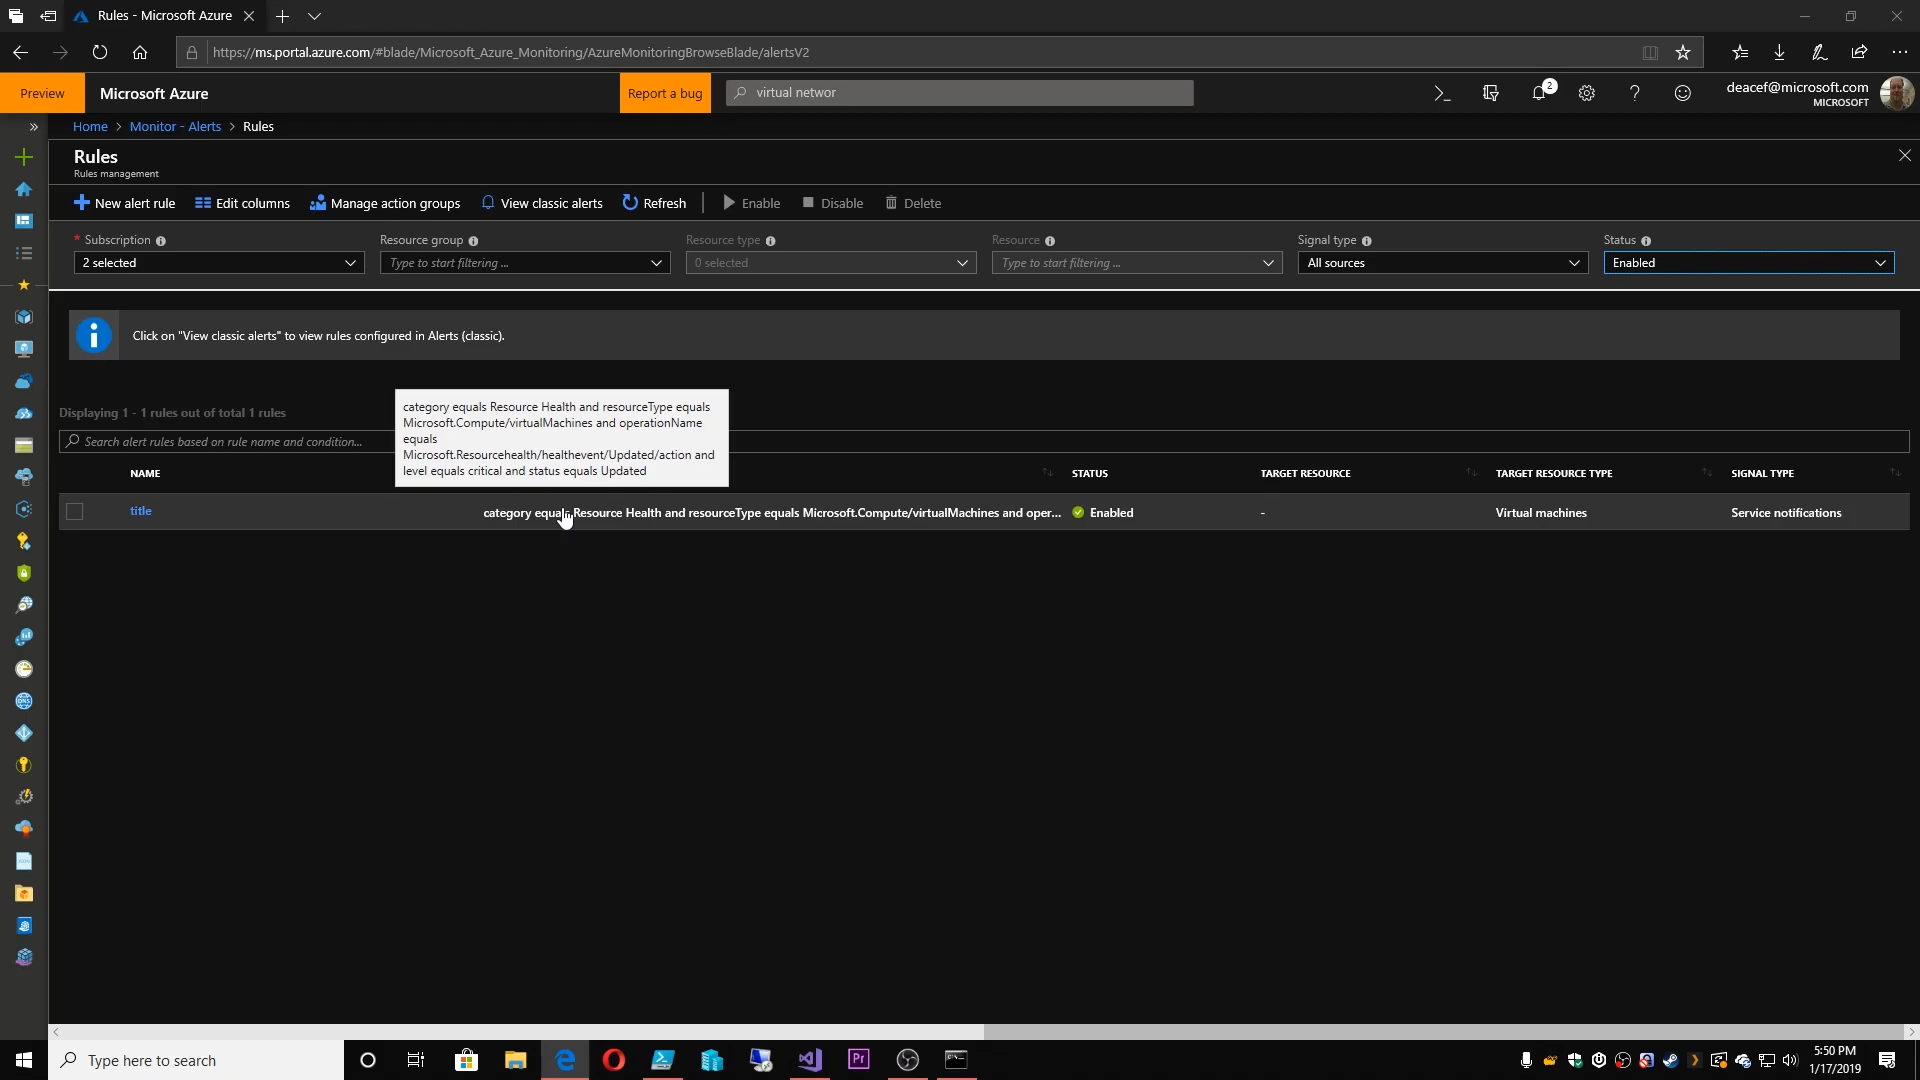 Rules - Microsoft Azure
https://ms.portal.azure.com/#blade/Microsoft_Azure_Monitoring/AzureMonitoringBrowseBlade/alertsV2
Preview
Microsoft Azure
Report a bug
virtual networ
2
deacef@microsoft.com
MICROSOFT
Home > Monitor - Alerts > Rules
Rules
Rules management
New alert rule
Edit columns
Manage action groups
View classic alerts
Refresh
Enable
Disable
Delete
* Subscription
Resource group
Resource type
Resource
Signal type
Status
2 selected
Type to start filtering ...
0 selected
Type to start filtering ...
All sources
Enabled
Click on "View classic alerts" to view rules configured in Alerts (classic).
category equals Resource Health and resourceType equals
Microsoft.Compute/virtualMachines and operationName
equals
Microsoft.Resourcehealth/healthevent/Updated/action and
level equals critical and status equals Updated
Displaying 1 - 1 rules out of total 1 rules
Search alert rules based on rule name and condition...
NAME
STATUS
TARGET RESOURCE
TARGET RESOURCE TYPE
SIGNAL TYPE
title
category equals Resource Health and resourceType equals Microsoft.Compute/virtualMachines and oper...
Enabled
-
Virtual machines
Service notifications
Type here to search
Pr
5:50 PM
1/17/2019